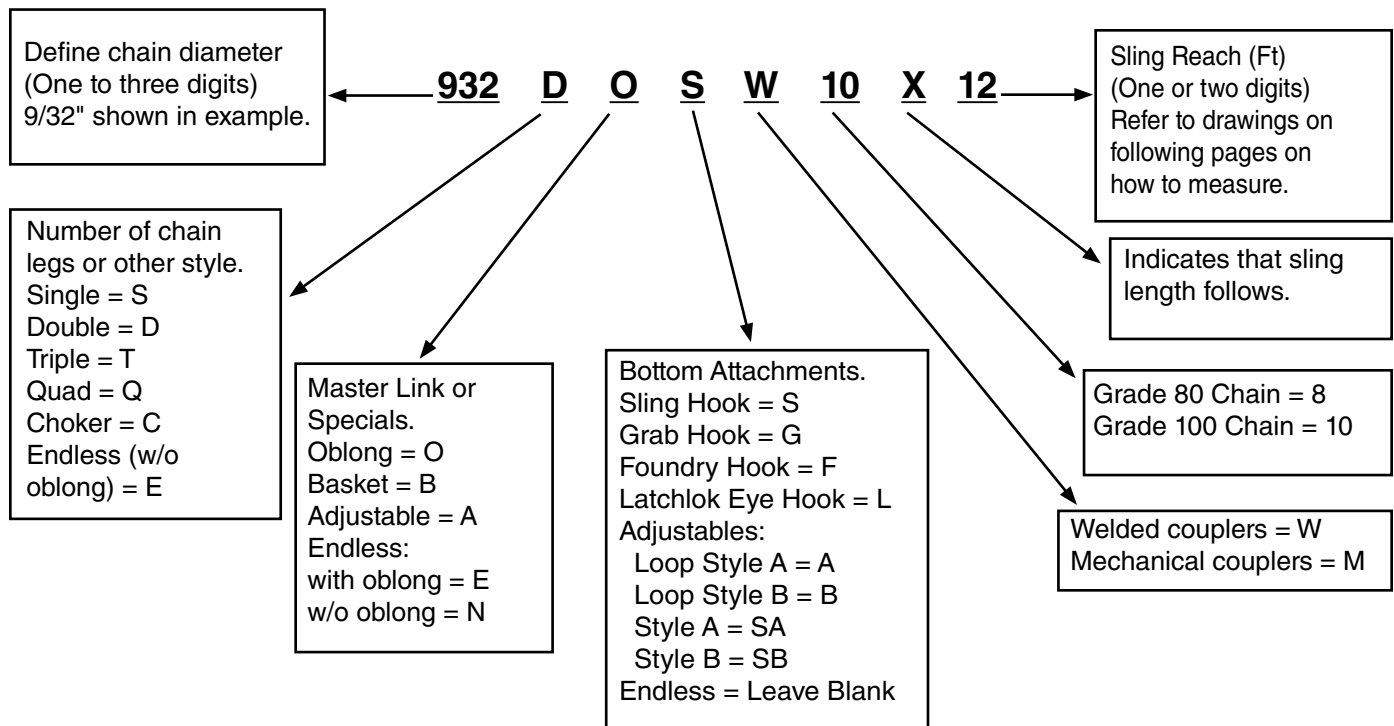 Define chain diameter
(One to three digits)
9/32" shown in example.
932 D O S W 10 X 12
Sling Reach (Ft)
(One or two digits)
Refer to drawings on
following pages on
how to measure.
Number of chain
legs or other style.
Single = S
Double = D
Triple = T
Quad = Q
Choker = C
Endless (w/o
oblong) = E
Master Link or
Specials.
Oblong = O
Basket = B
Adjustable = A
Endless:
with oblong = E
w/o oblong = N
Bottom Attachments.
Sling Hook = S
Grab Hook = G
Foundry Hook = F
Latchlok Eye Hook = L
Adjustables:
Loop Style A = A
Loop Style B = B
Style A = SA
Style B = SB
Endless = Leave Blank
Indicates that sling
length follows.
Grade 80 Chain = 8
Grade 100 Chain = 10
Welded couplers = W
Mechanical couplers = M